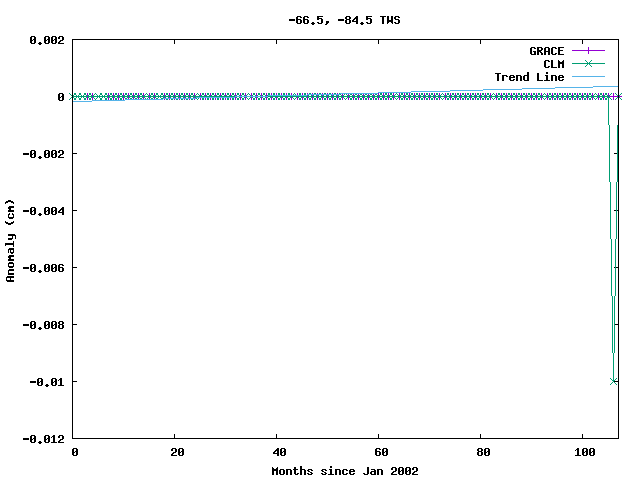 -66.5, -84.5 TWS
0.002
GRACE
CLM
Trend Line
0
-0.002
-0.004
-0.006
-0.008
-0.01
-0.012
Anomaly (cm)
0 20 40 60 80 100
Months since Jan 2002